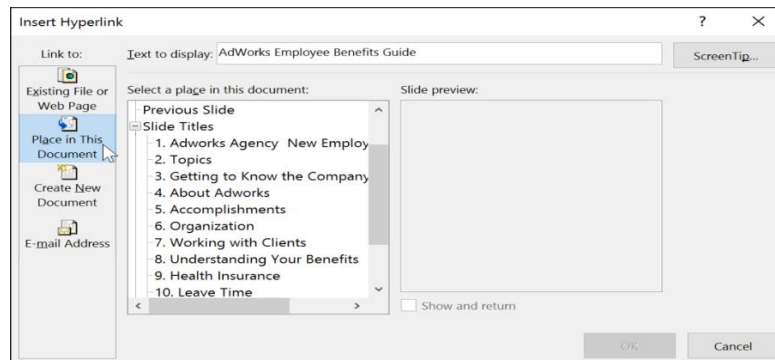 Insert Hyperlink
? ×
Link to:
Text to display: AdWorks Employee Benefits Guide
ScreenTip...
Existing File or
Web Page
Place in This
Document
Create New
Document
E-mail Address
Select a place in this document:
Previous Slide
Slide Titles
1. Adworks Agency New Employ
2. Topics
3. Getting to Know the Company
4. About Adworks
5. Accomplishments
6. Organization
7. Working with Clients
8. Understanding Your Benefits
9. Health Insurance
10. Leave Time
Slide preview:
Show and return
OK
Cancel